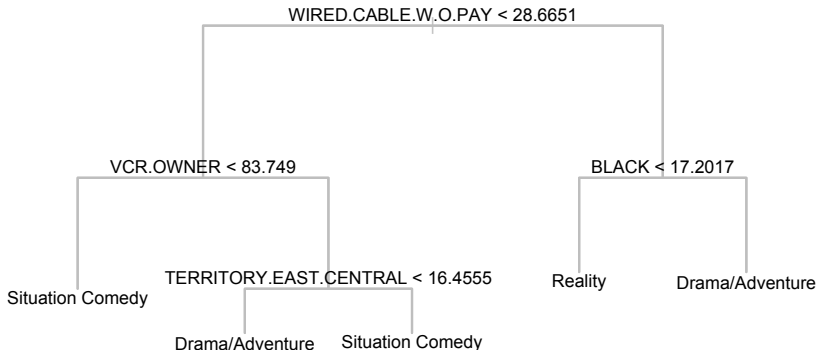 WIRED.CABLE.W.O.PAY < 28.6651
VCR.OWNER < 83.749
BLACK < 17.2017
TERRITORY.EAST.CENTRAL < 16.4555
Situation Comedy
Reality
Drama/Adventure
Drama/Adventure
Situation Comedy